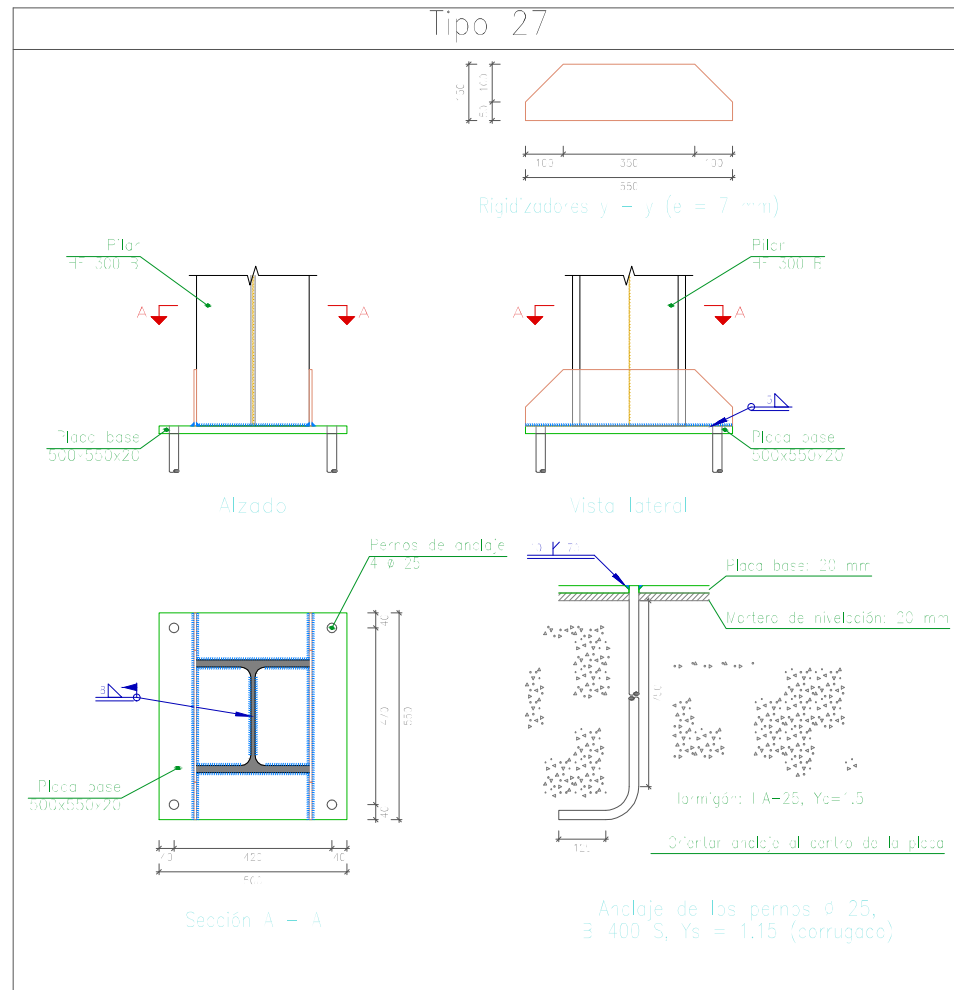 Tipo 27
150
100
50
100
350
100
550
Rigidizadores y - y (e = 7 mm)
Pilar
HE 300 B
Pilar
HE 300 B
A
A
A
A
Placa base
500x550x20
Placa base
500x550x20
Alzado
Vista lateral
Pernos de anclaje
4 ø 25
Placa base: 20 mm
Mortero de nivelación: 20 mm
40
470
550
40
8
Placa base
500x550x20
Hormigón: HA-25, Yc=1.5
Orientar anclaje al centro de la placa
40
420
40
500
Sección A - A
Anclaje de los pernos ø 25,
B 400 S, Ys = 1.15 (corrugado)